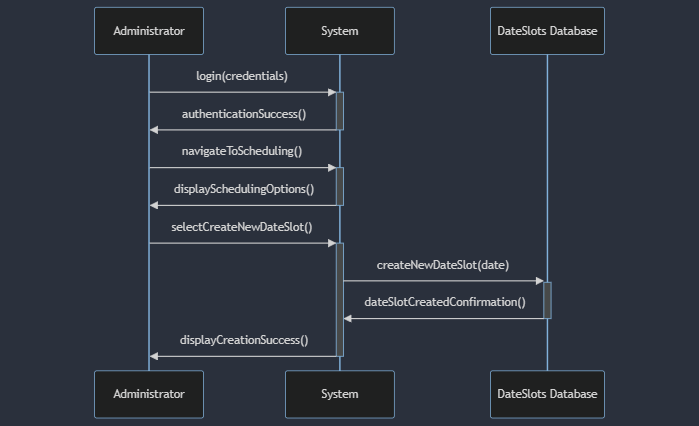 Administrator
System
DateSlots Database
login(credentials)
authenticationSuccess()
navigateToScheduling()
displaySchedulingOptions()
selectCreateNewDateSlot()
createNewDateSlot(date)
dateSlotCreatedConfirmation()
displayCreationSuccess()
Administrator
System
DateSlots Database